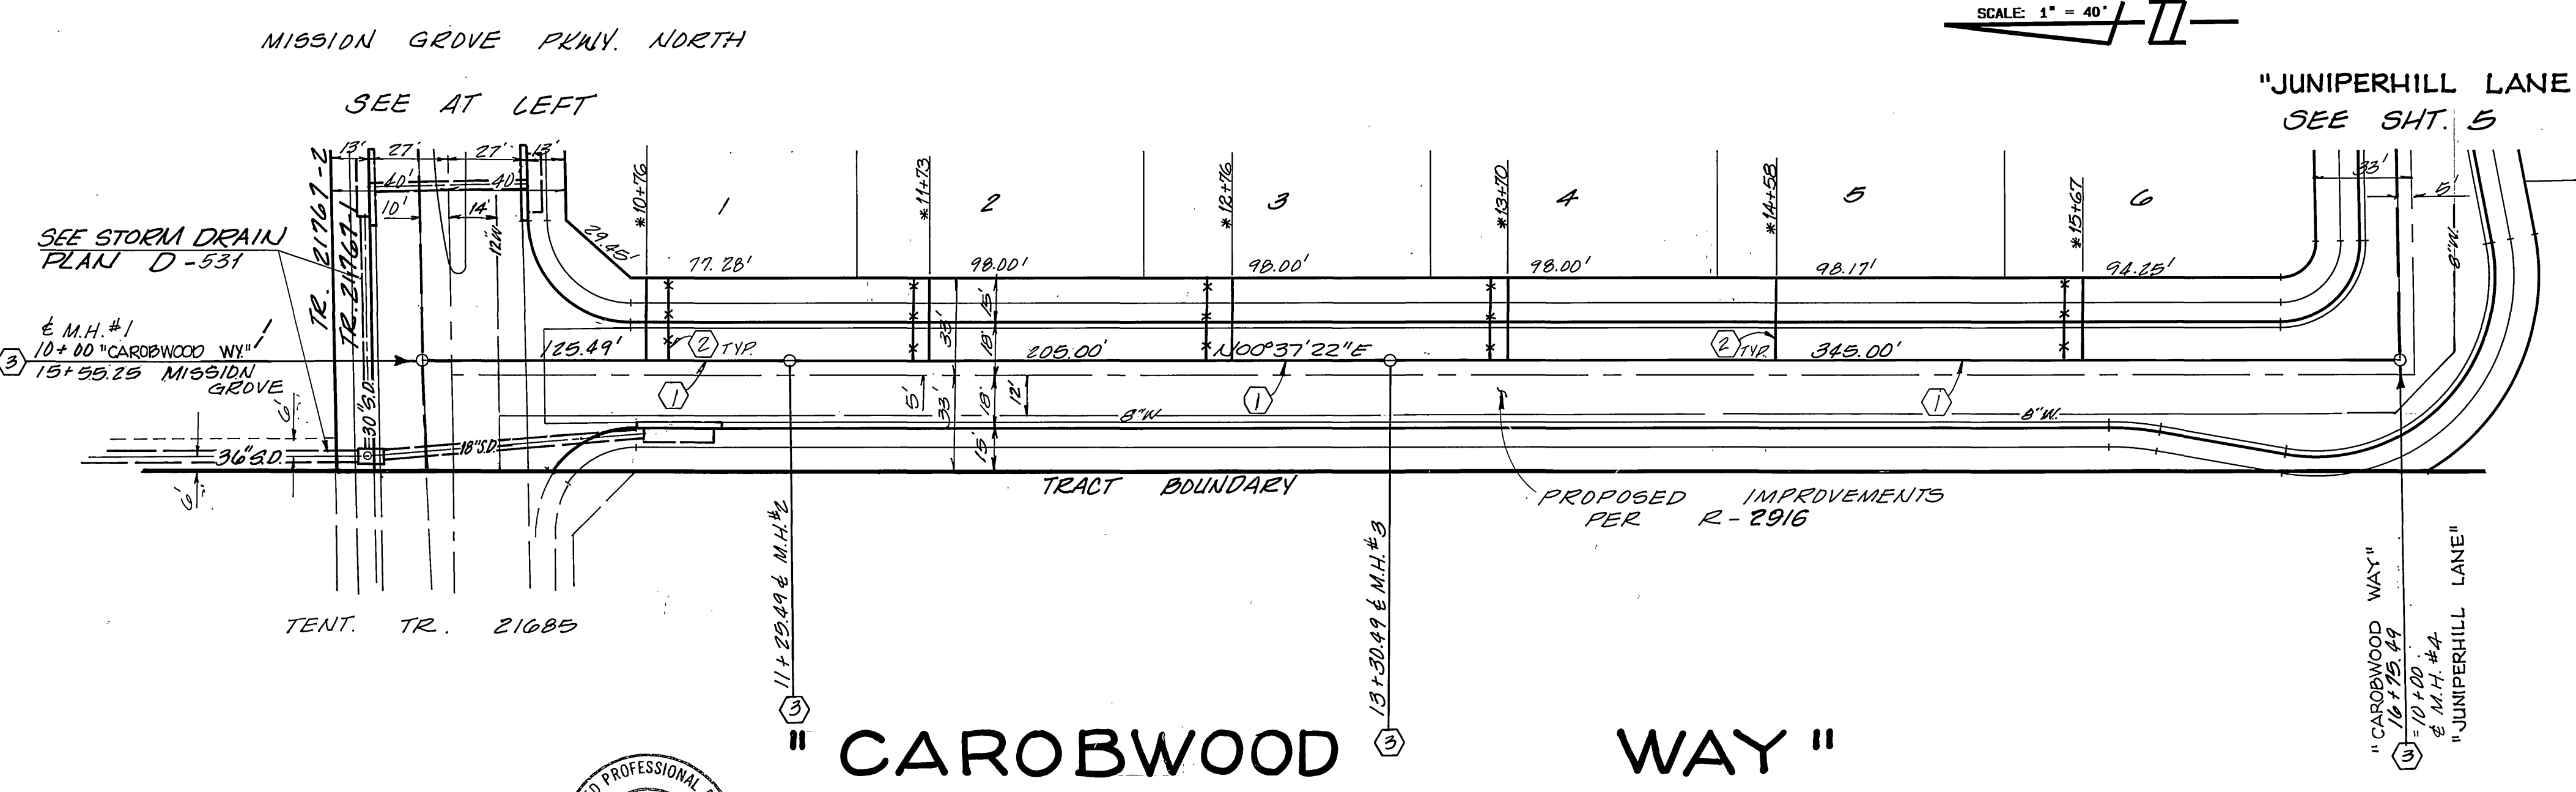 SCALE: 1" = 40'
MISSION GROVE PKWY. NORTH
SEE AT LEFT
"JUNIPERHILL LANE
SEE SHT. 5
13' 27' 27' 13'
40' 40'
10' 14'
12"W.
TR. 21767-2
TR. 21767-1
SEE STORM DRAIN
PLAN D-531
*10+76
1
*11+73
2
*12+76
3
*13+70
4
*14+58
5
*15+67
6
33'
5'
8"W.
29.45'
77.28'
98.00'
98.00'
98.00'
98.17'
94.25'
₵ M.H. #1
10+00 "CAROBWOOD WY."
15+55.25 MISSION
GROVE
3
125.49'
2 TYP.
205.00'
N00°37'22"E
2 TYP.
345.00'
15'
33'
18'
1
5'
33'
18'
12'
1
1
8"W.
8"W.
15'
6'
30"S.D.
18"S.D.
36"S.D.
6'
TRACT BOUNDARY
PROPOSED IMPROVEMENTS
PER R-2916
TENT. TR. 21685
11+25.49 ₵ M.H.#2
3
13+30.49 ₵ M.H.#3
3
"CAROBWOOD WAY"
16+75.49
= 10+00
₵ M.H. #4
"JUNIPERHILL LANE"
3
"CAROBWOOD WAY"
PROFESSIONAL